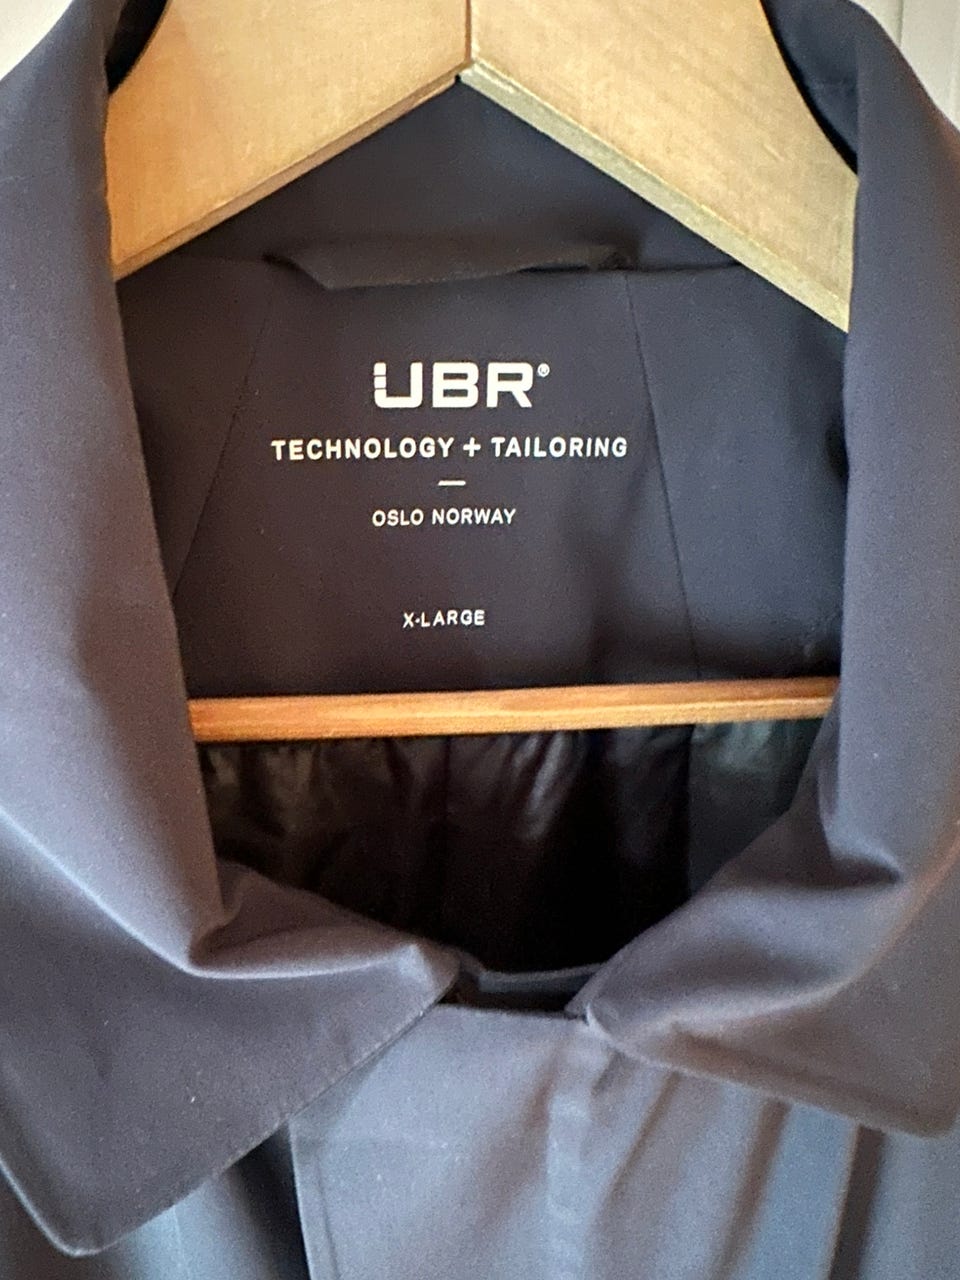 UBR®
TECHNOLOGY + TAILORING
—
OSLO NORWAY
X-LARGE